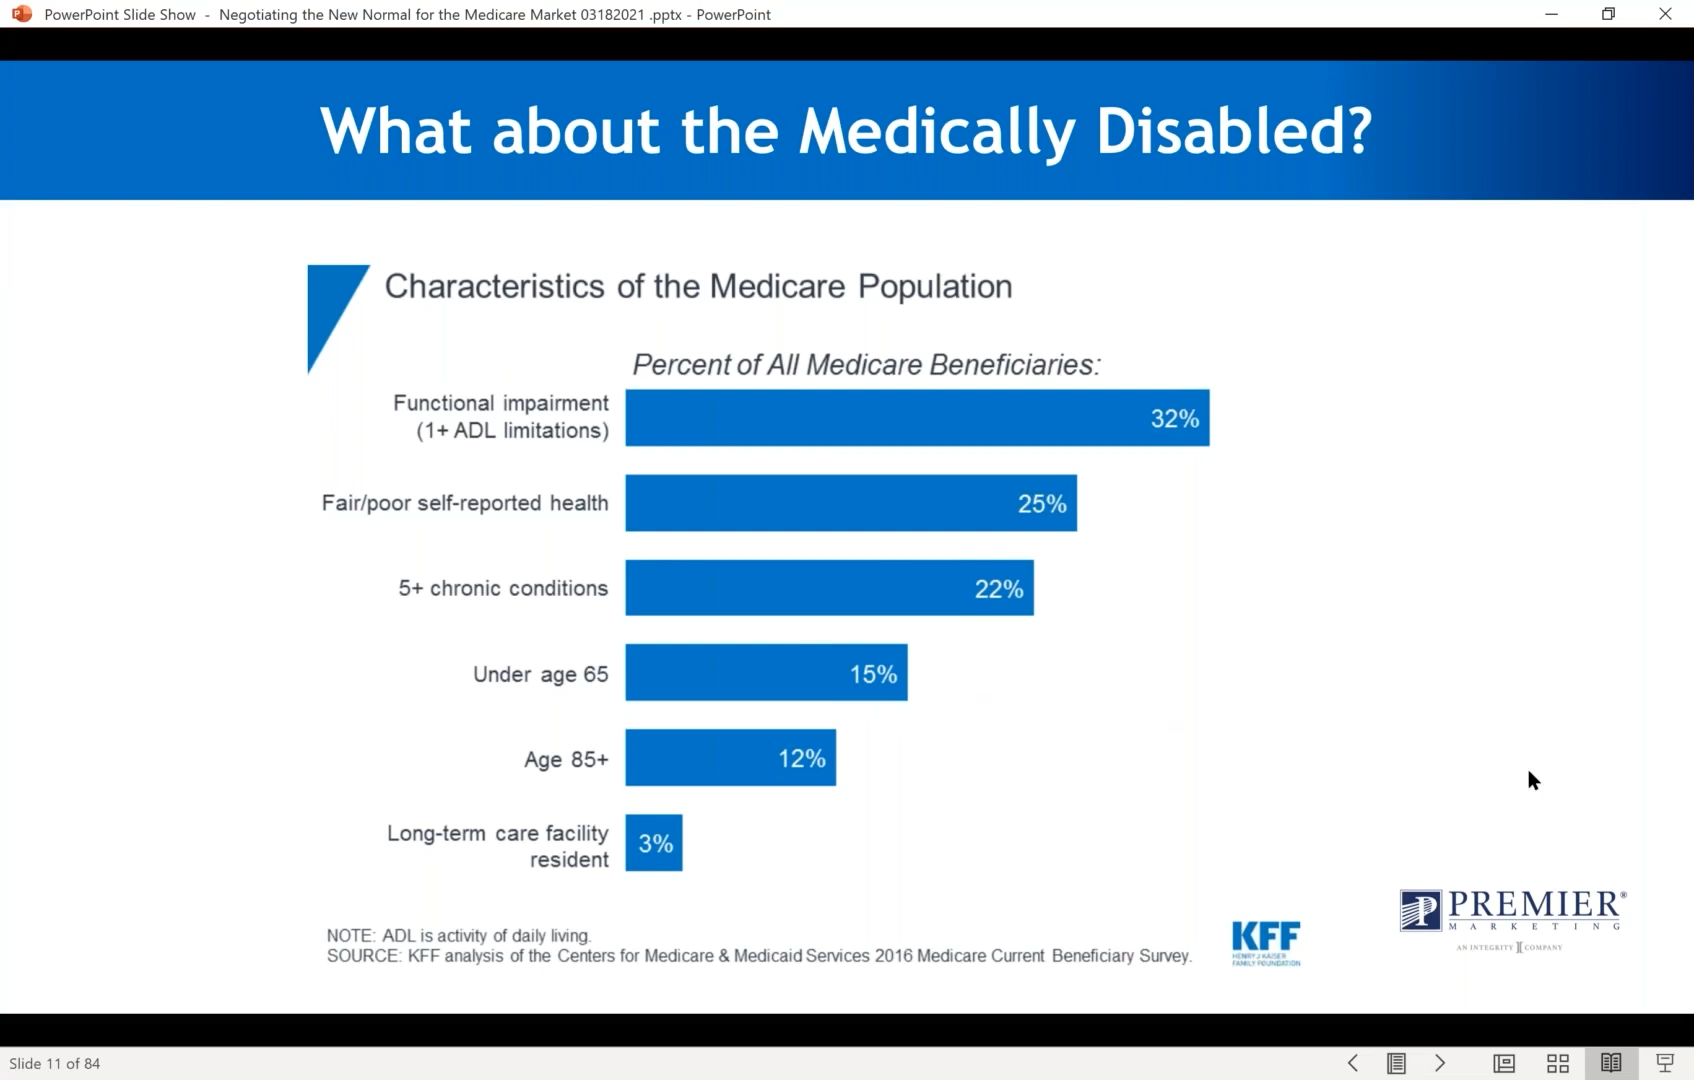 PowerPoint Slide Show - Negotiating the New Normal for the Medicare Market 03182021 .pptx - PowerPoint
What about the Medically Disabled?
Characteristics of the Medicare Population
Percent of All Medicare Beneficiaries:
Functional impairment
(1+ ADL limitations)
32%
Fair/poor self-reported health
25%
5+ chronic conditions
22%
Under age 65
15%
Age 85+
12%
Long-term care facility
resident
3%
NOTE: ADL is activity of daily living.
SOURCE: KFF analysis of the Centers for Medicare & Medicaid Services 2016 Medicare Current Beneficiary Survey.
KFF
HENRY J KAISER
FAMILY FOUNDATION
P PREMIER®
MARKETING
AN INTEGRITY COMPANY
Slide 11 of 84